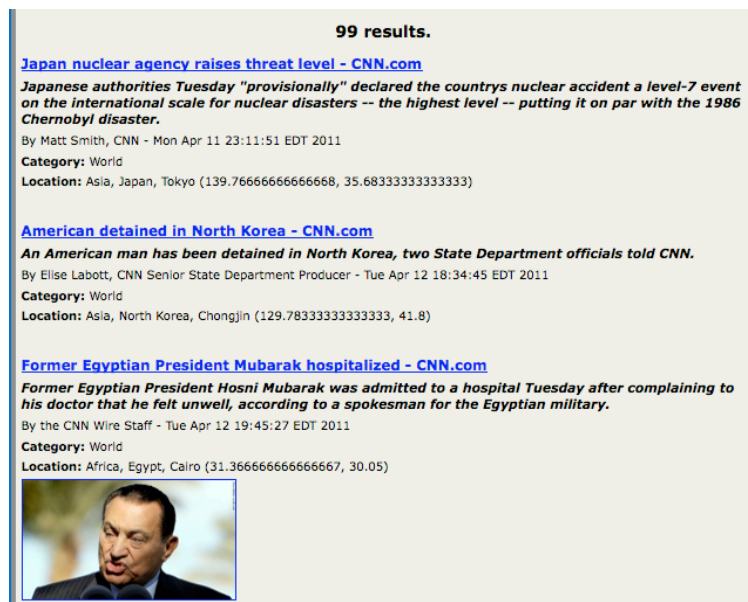 99 results.
Japan nuclear agency raises threat level - CNN.com
Japanese authorities Tuesday "provisionally" declared the countrys nuclear accident a level-7 event
on the international scale for nuclear disasters -- the highest level -- putting it on par with the 1986
Chernobyl disaster.
By Matt Smith, CNN - Mon Apr 11 23:11:51 EDT 2011
Category: World
Location: Asia, Japan, Tokyo (139.76666666666668, 35.68333333333333)
American detained in North Korea - CNN.com
An American man has been detained in North Korea, two State Department officials told CNN.
By Elise Labott, CNN Senior State Department Producer - Tue Apr 12 18:34:45 EDT 2011
Category: World
Location: Asia, North Korea, Chongjin (129.78333333333333, 41.8)
Former Egyptian President Mubarak hospitalized - CNN.com
Former Egyptian President Hosni Mubarak was admitted to a hospital Tuesday after complaining to
his doctor that he felt unwell, according to a spokesman for the Egyptian military.
By the CNN Wire Staff - Tue Apr 12 19:45:27 EDT 2011
Category: World
Location: Africa, Egypt, Cairo (31.366666666666667, 30.05)